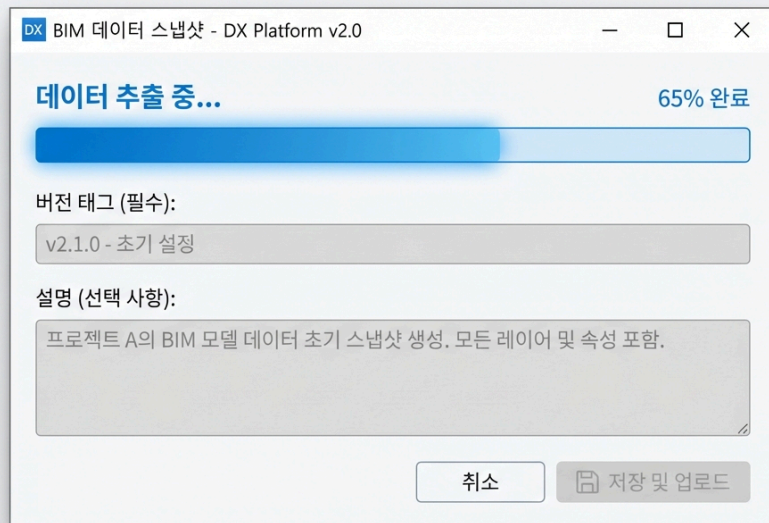 DX BIM 데이터 스냅샷 - DX Platform v2.0
데이터 추출 중...
65% 완료
버전 태그 (필수):
v2.1.0 - 초기 설징
설명 (선택 사항):
프로젝트 A의 BIM 모델 데이터 초기 스냅샷 생성. 모든 레이어 및 속성 포함.
취소
저장 및 업로드